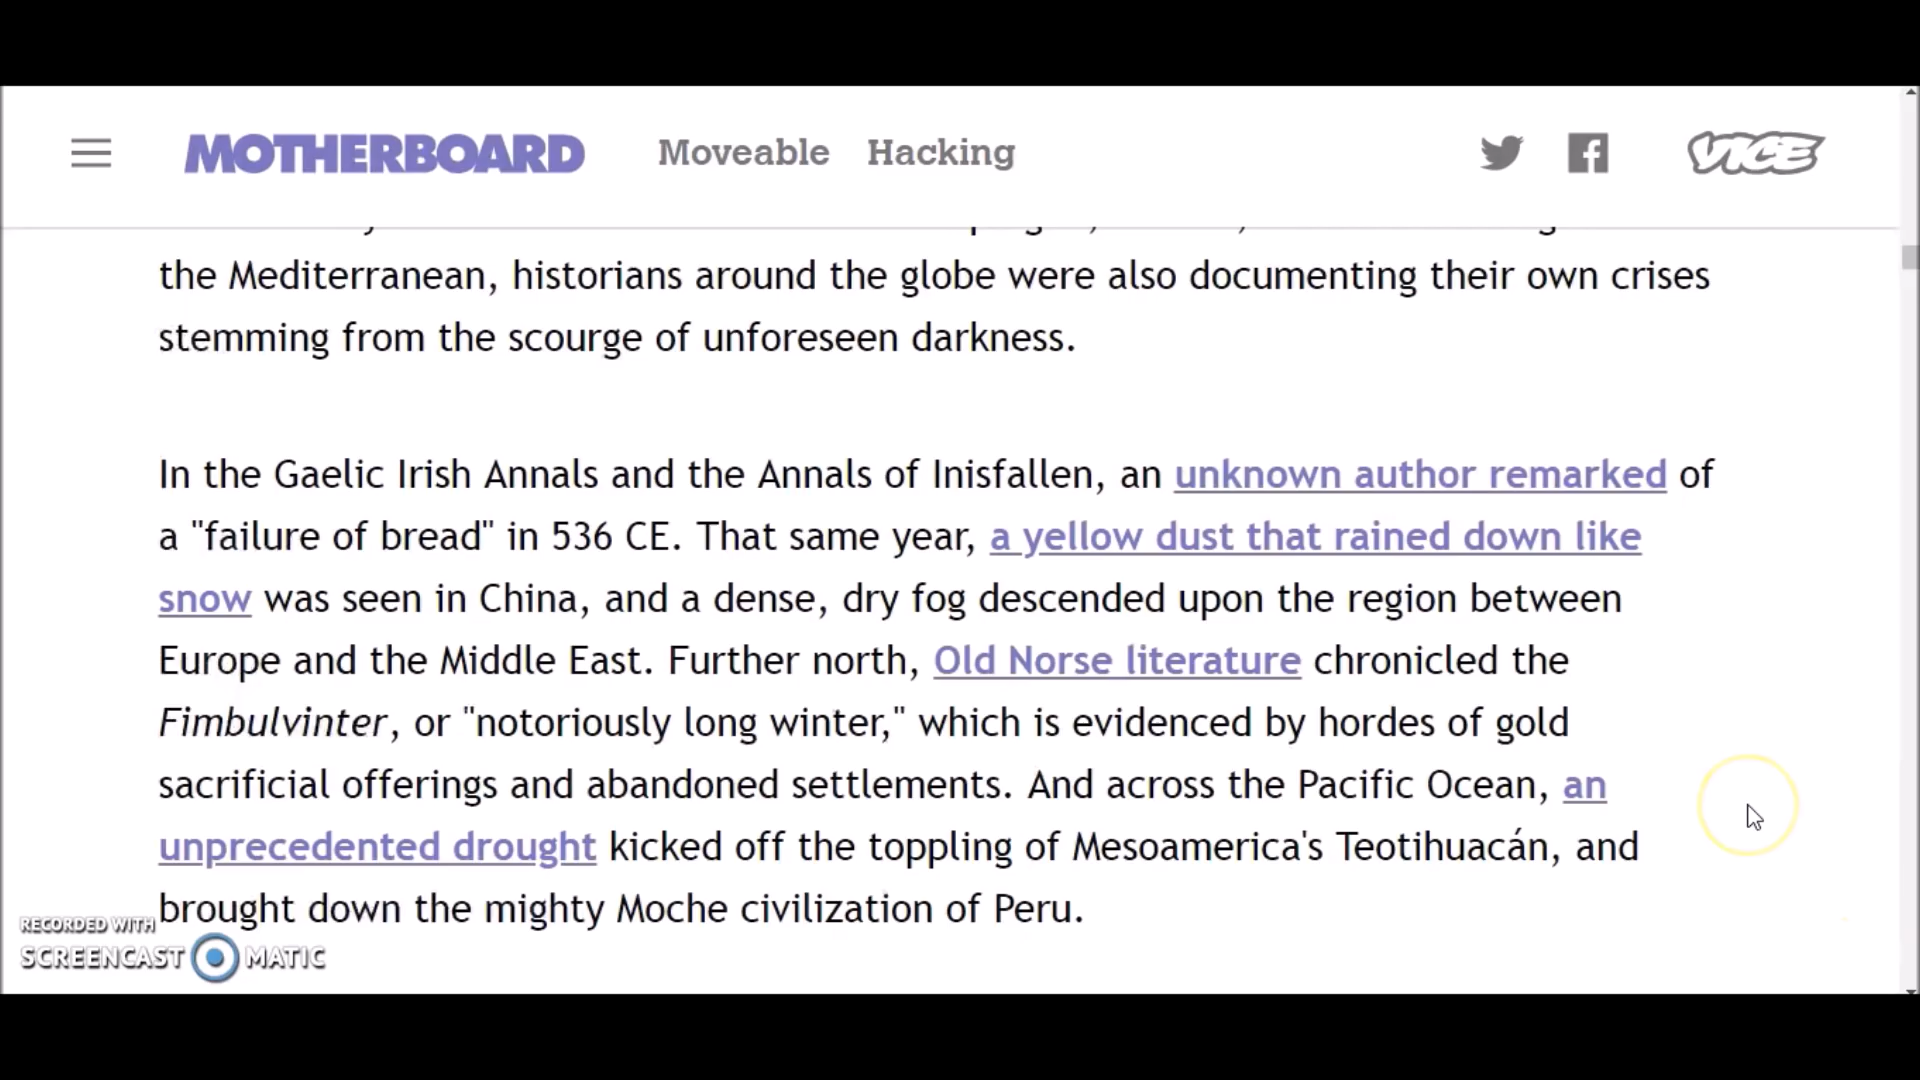 MOTHERBOARD Moveable Hacking VICE
the Mediterranean, historians around the globe were also documenting their own crises
stemming from the scourge of unforeseen darkness.
In the Gaelic Irish Annals and the Annals of Inisfallen, an unknown author remarked of
a "failure of bread" in 536 CE. That same year, a yellow dust that rained down like
snow was seen in China, and a dense, dry fog descended upon the region between
Europe and the Middle East. Further north, Old Norse literature chronicled the
Fimbulvinter, or "notoriously long winter," which is evidenced by hordes of gold
sacrificial offerings and abandoned settlements. And across the Pacific Ocean, an
unprecedented drought kicked off the toppling of Mesoamerica's Teotihuacán, and
brought down the mighty Moche civilization of Peru.
RECORDED WITH
SCREENCAST MATIC